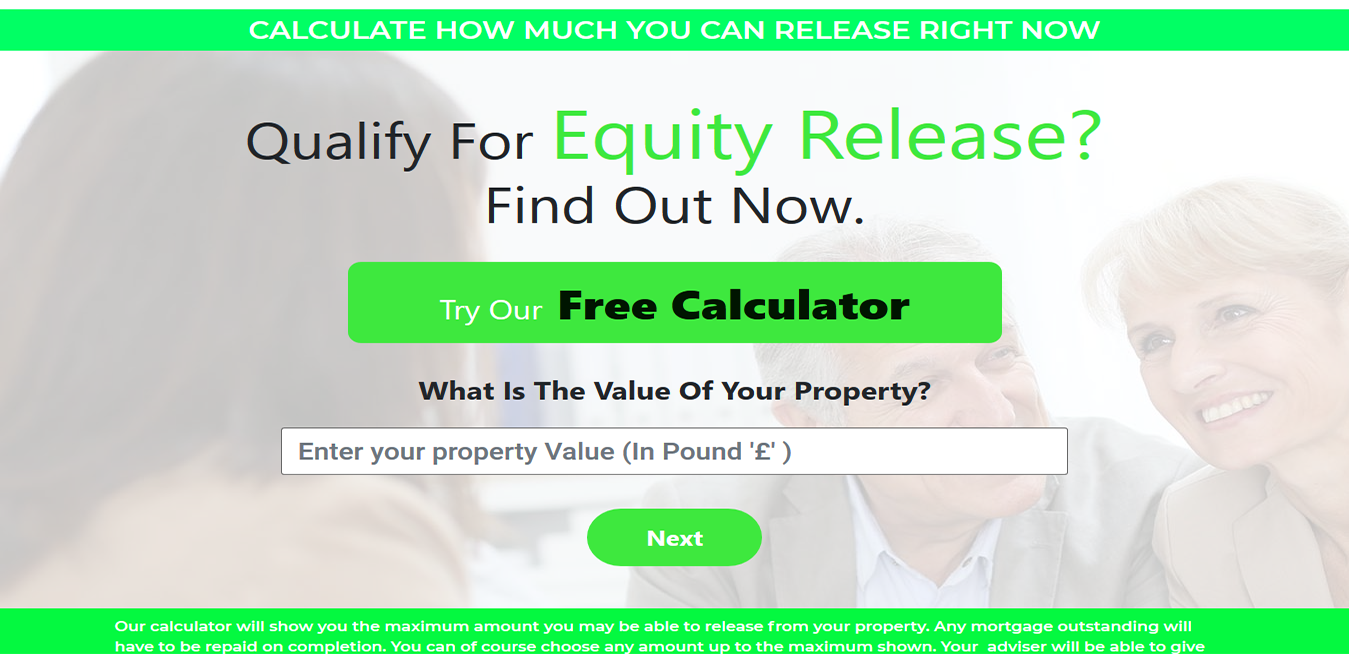 CALCULATE HOW MUCH YOU CAN RELEASE RIGHT NOW
Qualify For Equity Release?
Find Out Now.
Try Our Free Calculator
What Is The Value Of Your Property?
Enter your property Value (In Pound '£' )
Next
Our calculator will show you the maximum amount you may be able to release from your property. Any mortgage outstanding will
have to be repaid on completion. You can of course choose any amount up to the maximum shown. Your adviser will be able to give